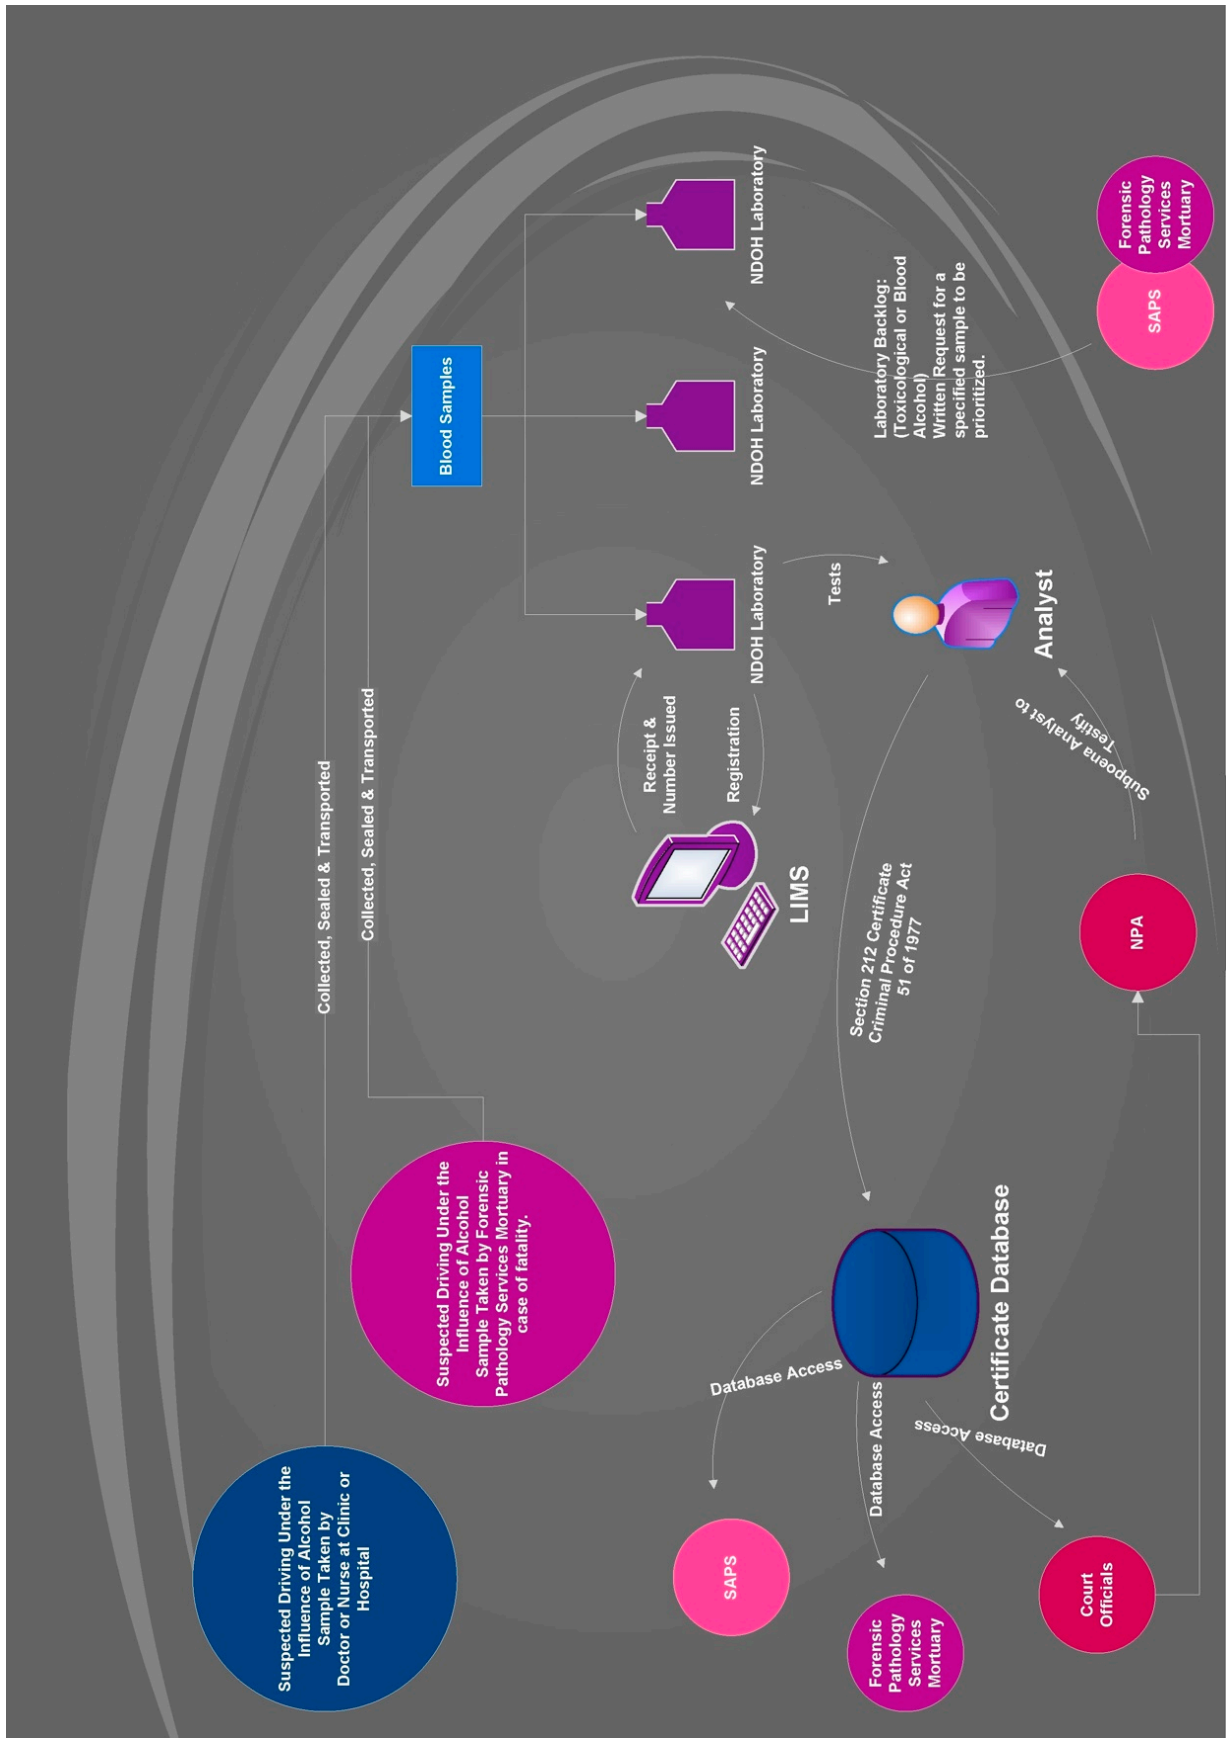 Suspected Driving Under the
Influence of Alcohol
Sample Taken by
Doctor or Nurse at Clinic or
Hospital
Collected, Sealed & Transported
Suspected Driving Under the
Influence of Alcohol
Sample Taken by Forensic
Pathology Services Mortuary in
case of fatality.
Collected, Sealed & Transported
Blood Samples
Receipt &
Number Issued
Registration
LIMS
NDOH Laboratory
NDOH Laboratory
NDOH Laboratory
Tests
Analyst
Laboratory Backlog:
(Toxicological or Blood
Alcohol)
Written Request for a
specified sample to be
prioritized.
SAPS
Forensic
Pathology
Services
Mortuary
Section 212 Certificate
Criminal Procedure Act
51 of 1977
Subpoena Analyst to
Testify
NPA
Certificate Database
Database Access
Database Access
Database Access
SAPS
Forensic
Pathology
Services
Mortuary
Court
Officials